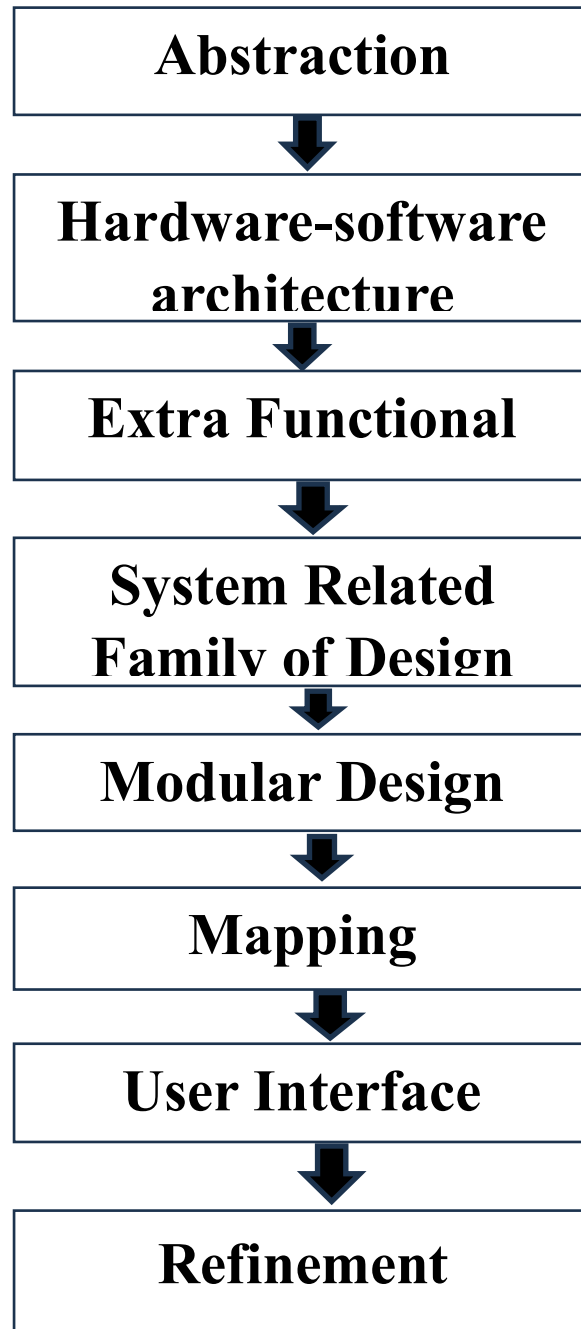 Abstraction
Hardware-software
architecture
Extra Functional
System Related
Family of Design
Modular Design
Mapping
User Interface
Refinement